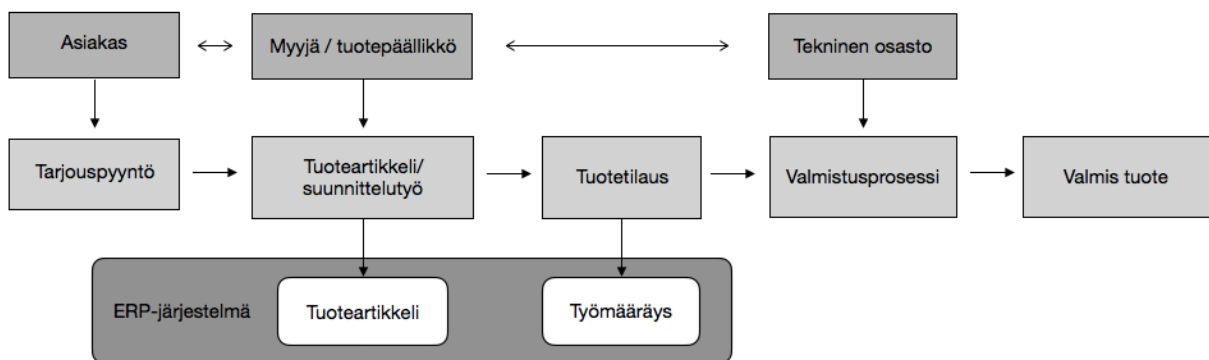 Asiakas
Myyjä / tuotepäällikkö
Tekninen osasto
Tarjouspyyntö
Tuoteartikkeli/
suunnittelutyö
Tuotetilaus
Valmistusprosessi
Valmis tuote
ERP-järjestelmä
Tuoteartikkeli
Työmääräys